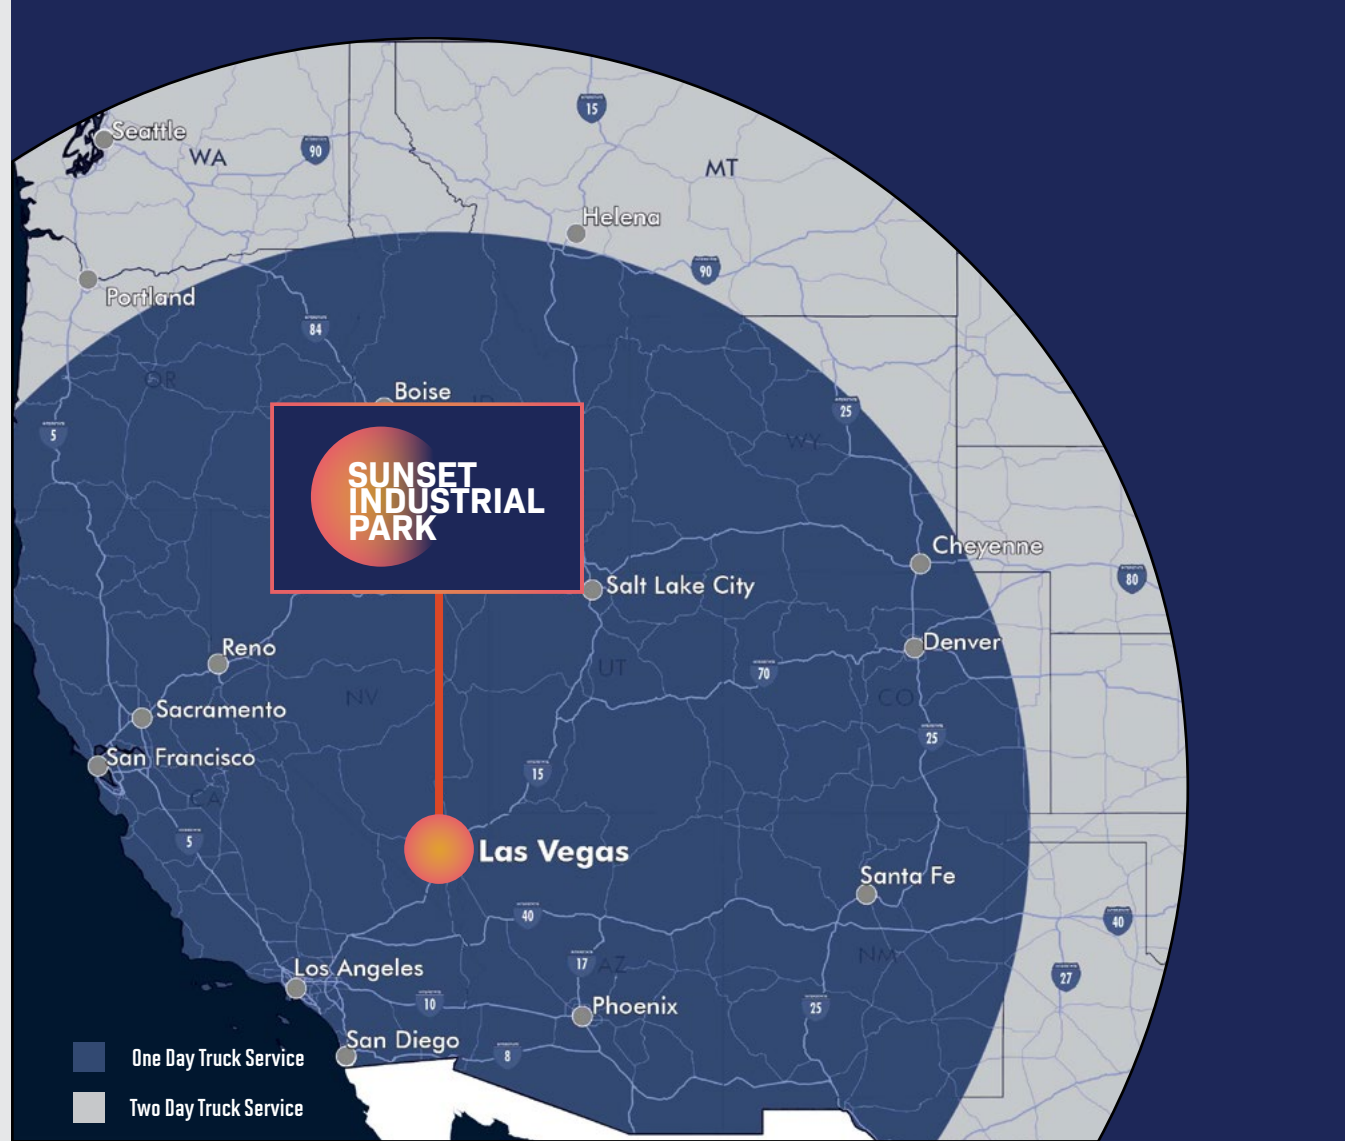 Seattle
WA
90
15
MT
Helena
90
Portland
84
OR
Boise
ID
25
5
WY
SUNSET
INDUSTRIAL
PARK
Cheyenne
80
Salt Lake City
Reno
Denver
UT
70
NV
CO
Sacramento
25
San Francisco
15
CA
5
Las Vegas
Santa Fe
40
40
NM
17
AZ
27
Los Angeles
10
Phoenix
25
San Diego
8
One Day Truck Service
Two Day Truck Service